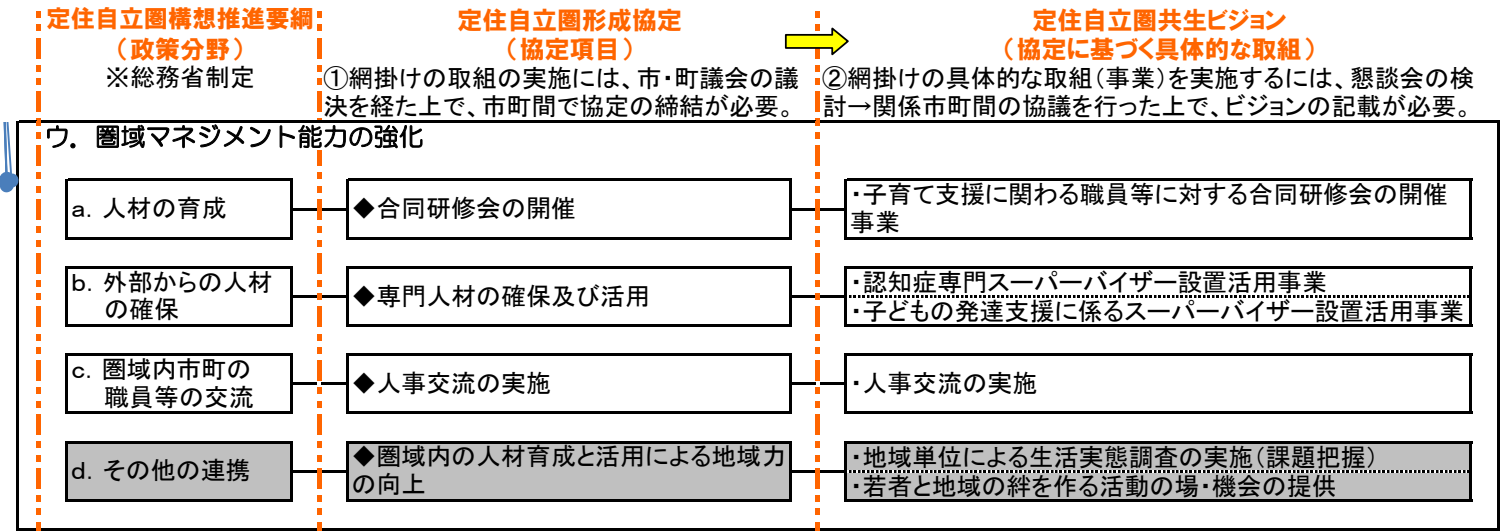 定住自立圏構想推進要綱
（政策分野）
※総務省制定
定住自立圏形成協定
（協定項目）
①網掛けの取組の実施には、市・町議会の議
決を経た上で、市町間で協定の締結が必要。
定住自立圏共生ビジョン
（協定に基づく具体的な取組）
②網掛けの具体的な取組（事業）を実施するには、懇談会の検
討→関係市町間の協議を行った上で、ビジョンの記載が必要。
ウ．圏域マネジメント能力の強化
a．人材の育成
◆合同研修会の開催
・子育て支援に関わる職員等に対する合同研修会の開催
事業
b．外部からの人材
の確保
◆専門人材の確保及び活用
・認知症専門スーパーバイザー設置活用事業
・子どもの発達支援に係るスーパーバイザー設置活用事業
c．圏域内市町の
職員等の交流
◆人事交流の実施
・人事交流の実施
d．その他の連携
◆圏域内の人材育成と活用による地域力
の向上
・地域単位による生活実態調査の実施（課題把握）
・若者と地域の絆を作る活動の場・機会の提供